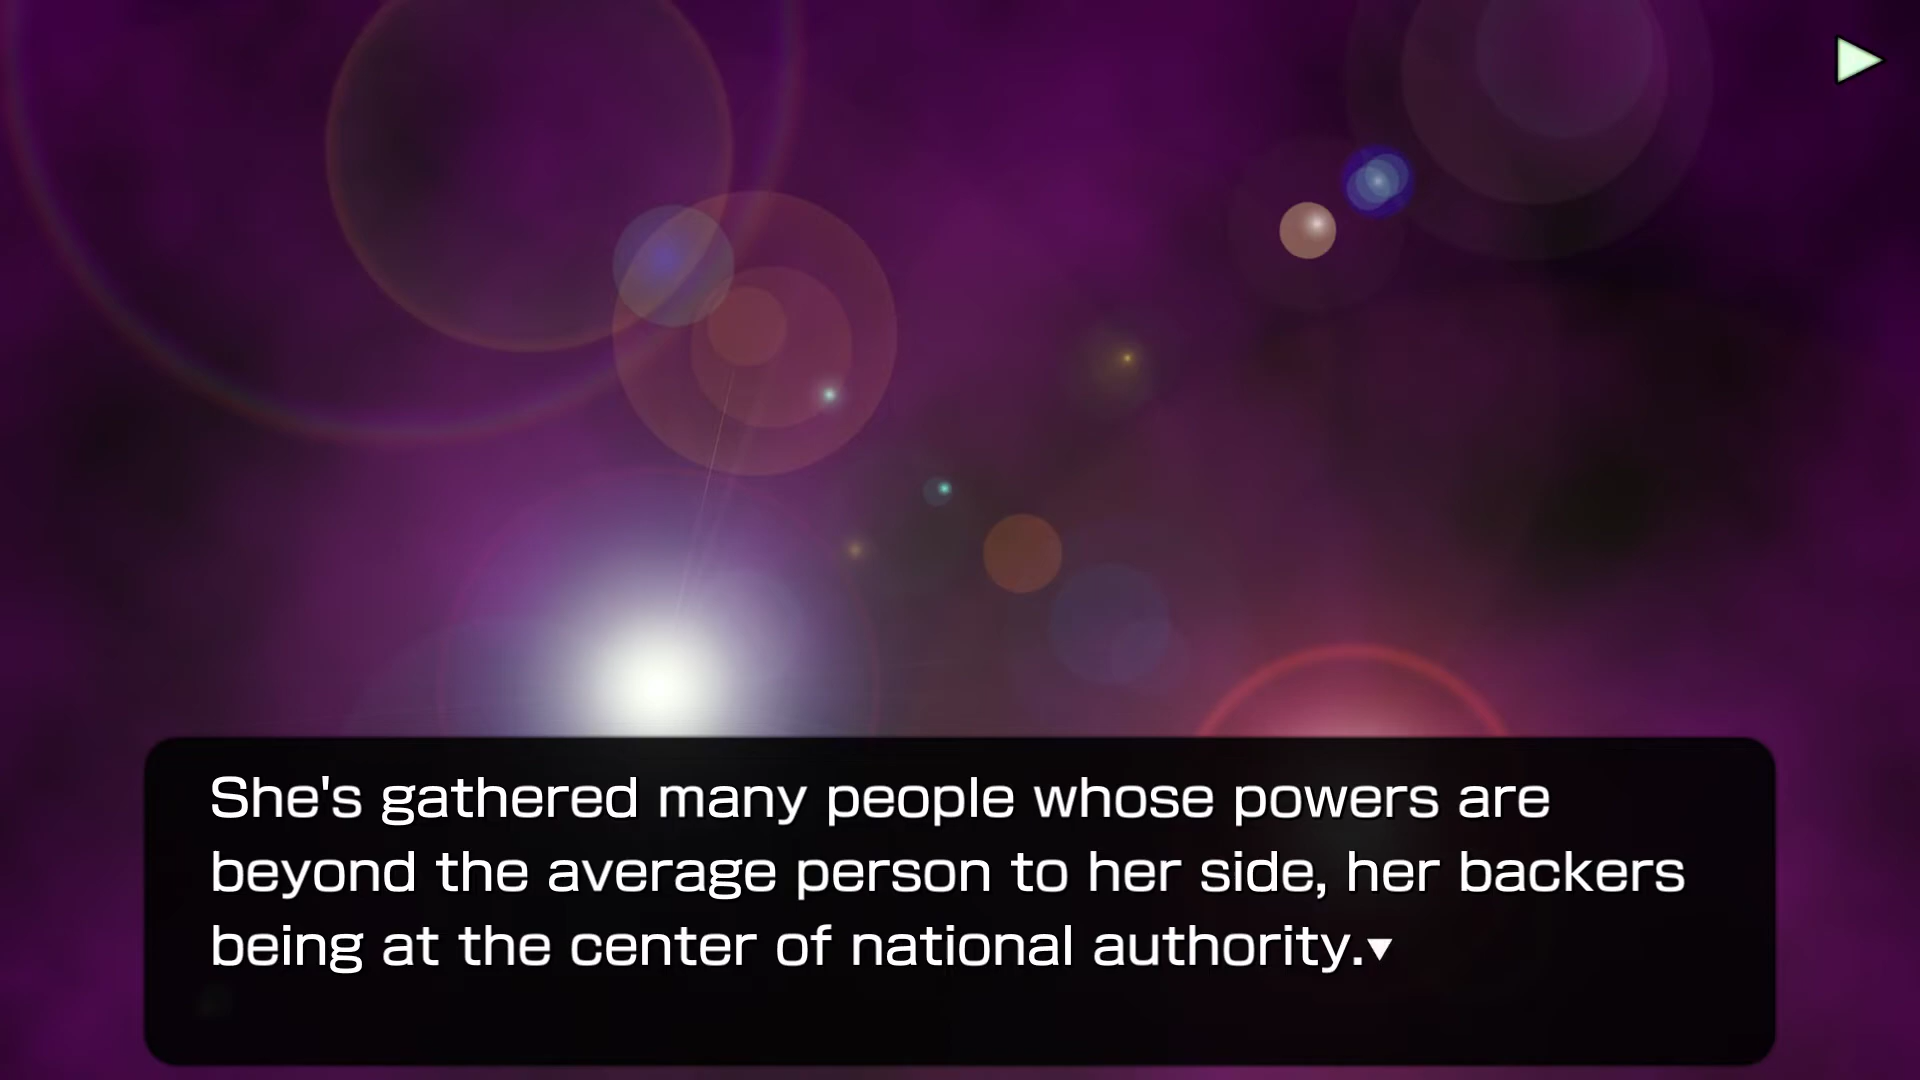 She's gathered many people whose powers are
beyond the average person to her side, her backers
being at the center of national authority.▼